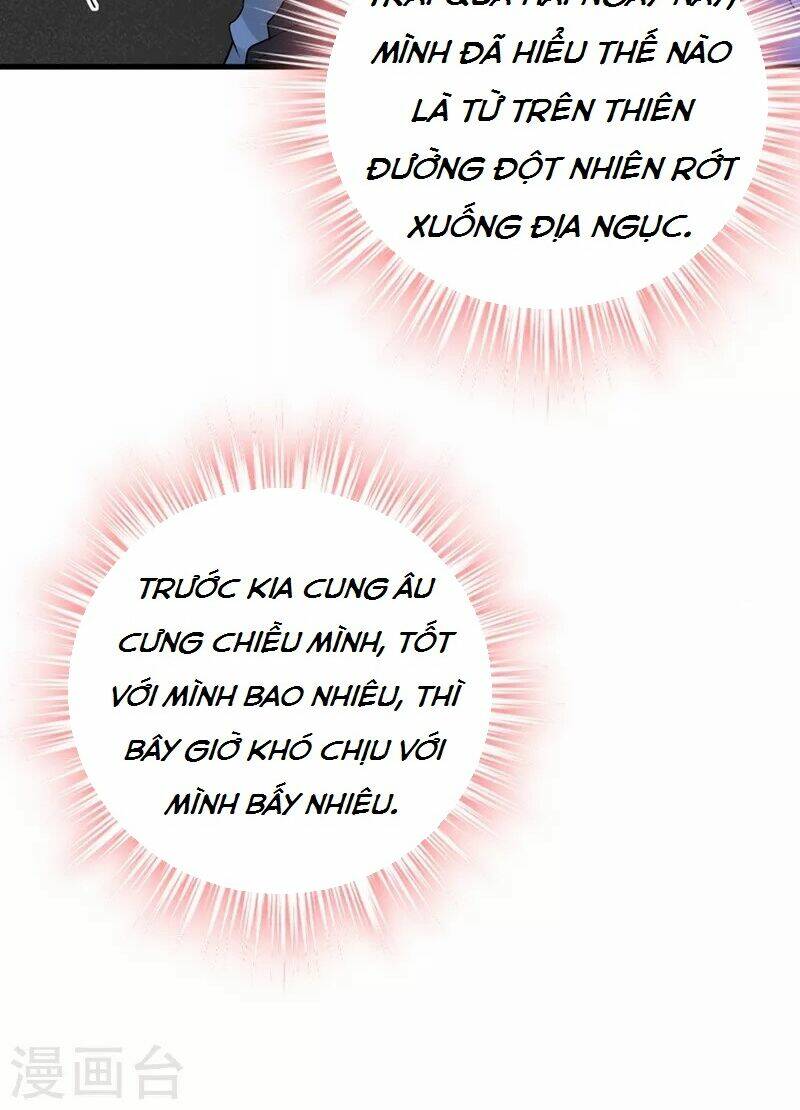 MÌNH ĐÃ HIỂU THẾ NÀO
LÀ TỪ TRÊN THIÊN
ĐƯỜNG ĐỘT NHIÊN RỚT
XUỐNG ĐỊA NGỤC.
TRƯỚC KIA CUNG ÂU
CƯNG CHIỀU MÌNH, TỐT
VỚI MÌNH BAO NHIÊU, THÌ
BÂY GIỜ KHÓ CHỊU VỚI
MÌNH BẤY NHIÊU.
漫画台